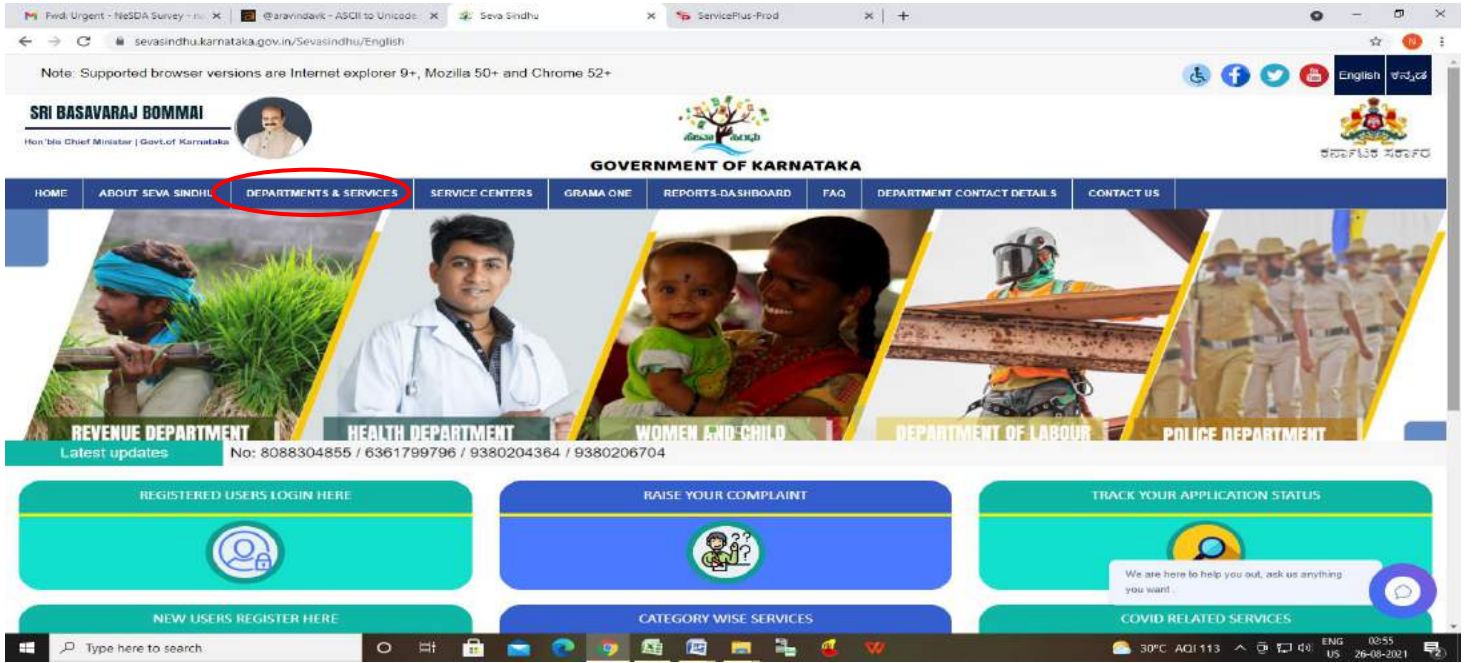 Fwd: Urgent - NeSDA Survey - n
@aravindavk - ASCII to Unicode
Seva Sindhu
ServicePlus-Prod
sevasindhu.karnataka.gov.in/Sevasindhu/English
Note: Supported browser versions are Internet explorer 9+, Mozilla 50+ and Chrome 52+
English
ಕನ್ನಡ
SRI BASAVARAJ BOMMAI
Hon'ble Chief Minister | Govt.of Karnataka
ಸೇವಾ ಸಿಂಧು
GOVERNMENT OF KARNATAKA
ಕರ್ನಾಟಕ ಸರ್ಕಾರ
HOME
ABOUT SEVA SINDHU
DEPARTMENTS & SERVICES
SERVICE CENTERS
GRAMA ONE
REPORTS-DASHBOARD
FAQ
DEPARTMENT CONTACT DETAILS
CONTACT US
REVENUE DEPARTMENT
HEALTH DEPARTMENT
WOMEN AND CHILD
DEPARTMENT OF LABOUR
POLICE DEPARTMENT
Latest updates
No: 8088304855 / 6361799796 / 9380204364 / 9380206704
REGISTERED USERS LOGIN HERE
RAISE YOUR COMPLAINT
TRACK YOUR APPLICATION STATUS
We are here to help you out, ask us anything
you want .
NEW USERS REGISTER HERE
CATEGORY WISE SERVICES
COVID RELATED SERVICES
Type here to search
30°C AQI 113
ENG
US
02:55
26-08-2021